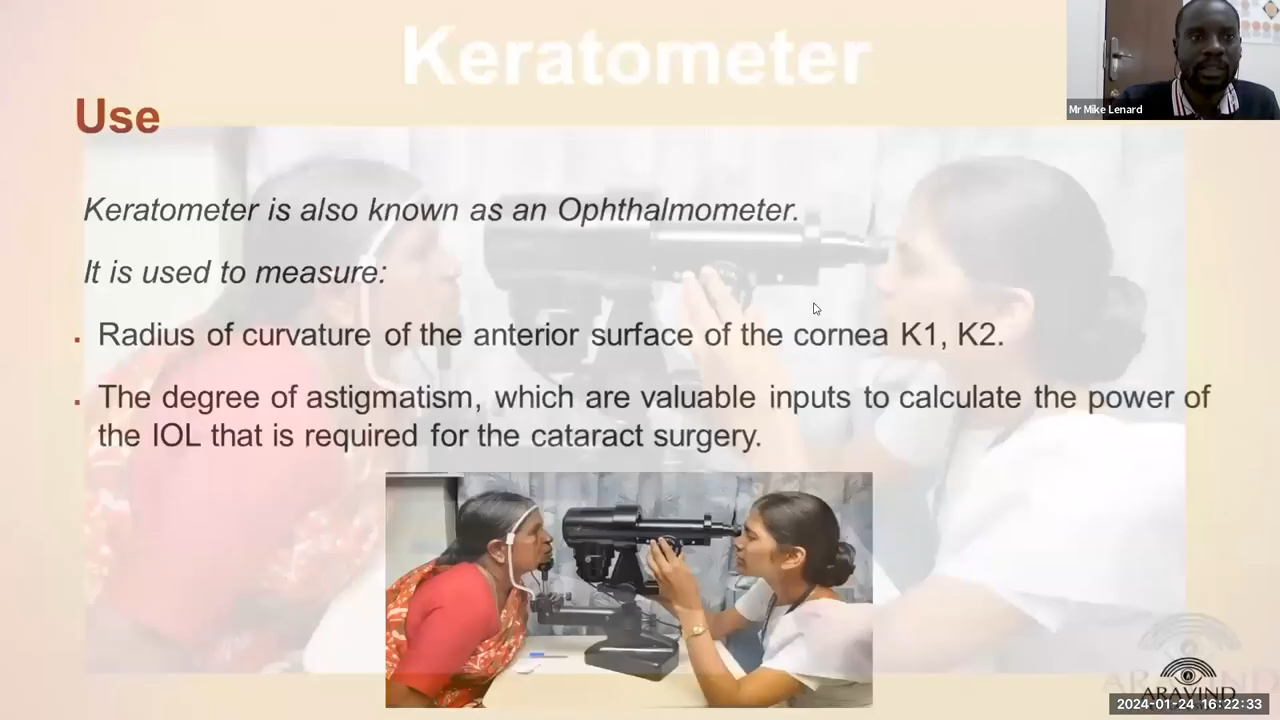 Keratometer
Mr Mike Lenard
Use
Keratometer is also known as an Ophthalmometer.
It is used to measure:
Radius of curvature of the anterior surface of the cornea K1, K2.
The degree of astigmatism, which are valuable inputs to calculate the power of
the IOL that is required for the cataract surgery.
ARAVIND
2024-01-24 16:22:33